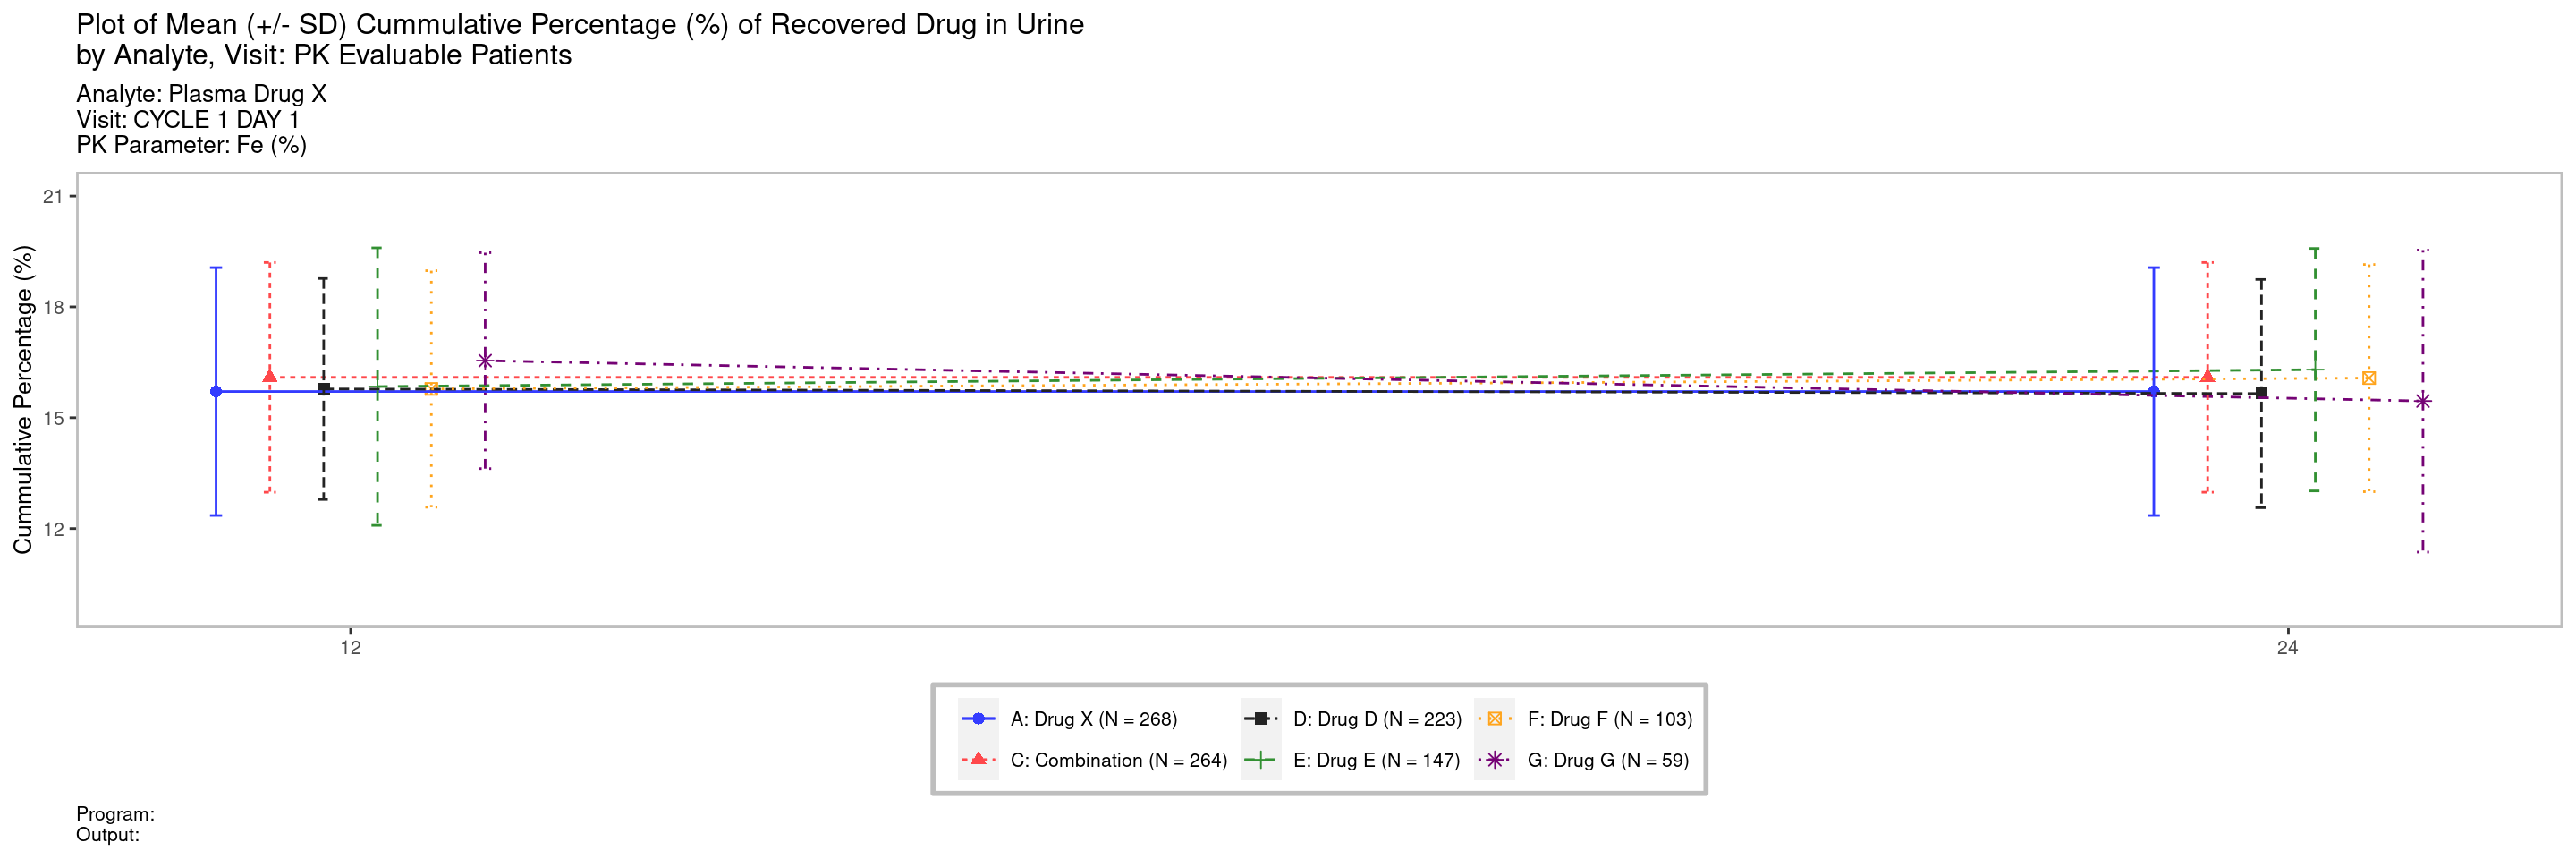 Plot of Mean (+/- SD) Cummulative Percentage (%) of Recovered Drug in Urine
by Analyte, Visit: PK Evaluable Patients
Analyte: Plasma Drug X
Visit: CYCLE 1 DAY 1
PK Parameter: Fe (%)
Cummulative Percentage (%)
21
18
15
12
12 24
A: Drug X (N = 268) D: Drug D (N = 223) F: Drug F (N = 103)
C: Combination (N = 264) E: Drug E (N = 147) G: Drug G (N = 59)
Program:
Output: